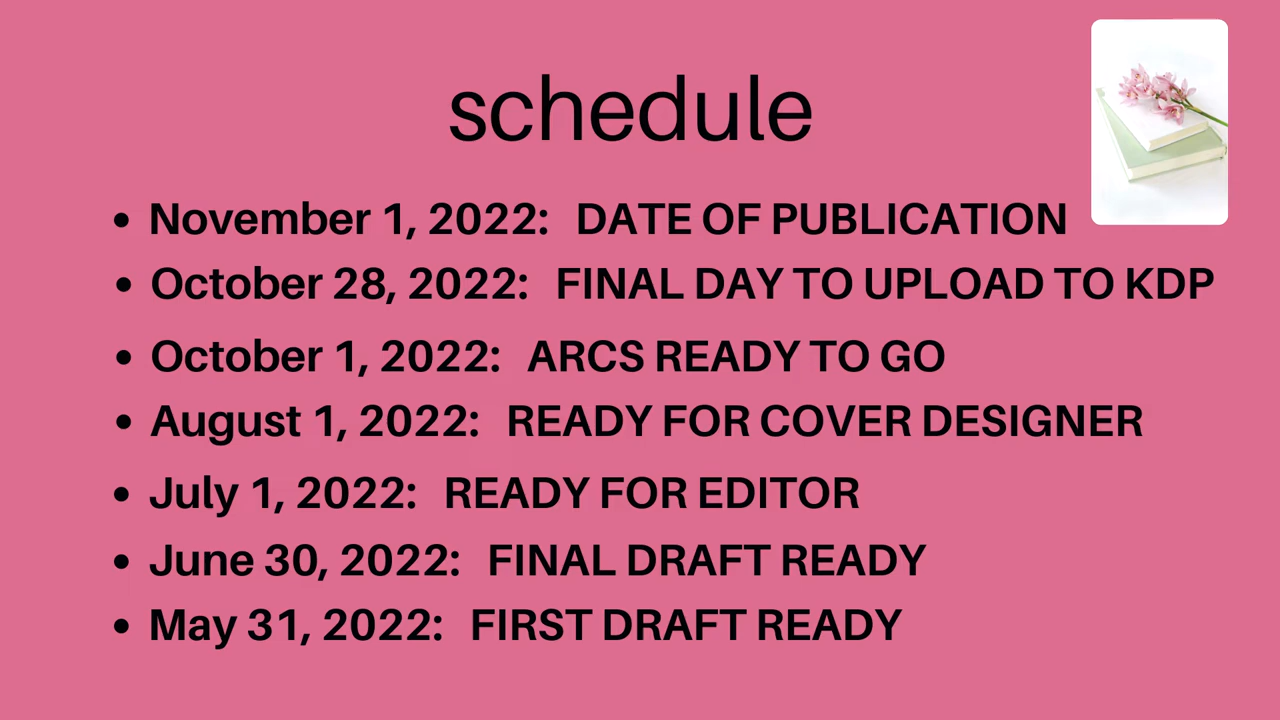 schedule
• November 1, 2022: DATE OF PUBLICATION
• October 28, 2022: FINAL DAY TO UPLOAD TO KDP
• October 1, 2022: ARCS READY TO GO
• August 1, 2022: READY FOR COVER DESIGNER
• July 1, 2022: READY FOR EDITOR
• June 30, 2022: FINAL DRAFT READY
• May 31, 2022: FIRST DRAFT READY